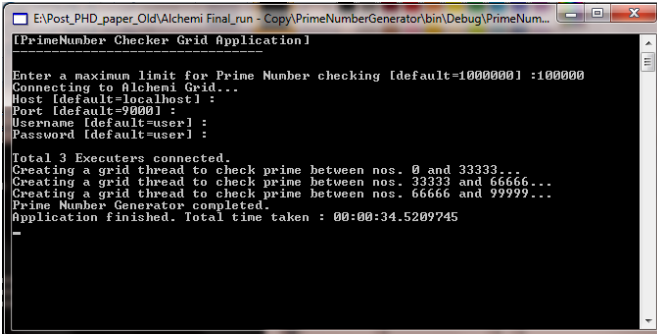 E:\Post_PHD_paper_Old\Alchemi Final_run - Copy\PrimeNumberGenerator\bin\Debug\PrimeNum...
[PrimeNumber Checker Grid Application]
--------------------------------
Enter a maximum limit for Prime Number checking [default=1000000] :100000
Connecting to Alchemi Grid...
Host [default=localhost] :
Port [default=9000] :
Username [default=user] :
Password [default=user] :
Total 3 Executers connected.
Creating a grid thread to check prime between nos. 0 and 33333...
Creating a grid thread to check prime between nos. 33333 and 66666...
Creating a grid thread to check prime between nos. 66666 and 99999...
Prime Number Generator completed.
Application finished. Total time taken : 00:00:34.5209745